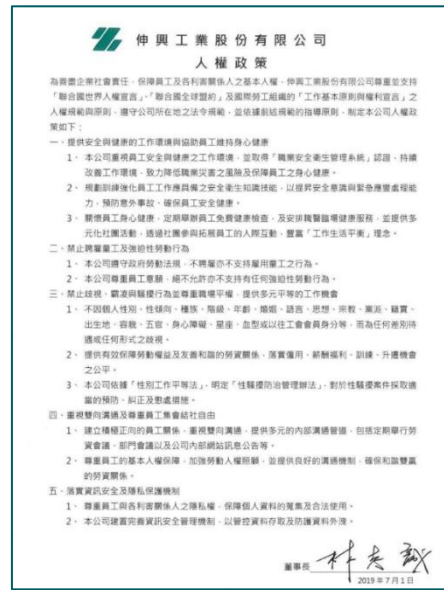 伸興工業股份有限公司
人權政策
為善盡企業社會責任，保障員工及各利害關係人之基本人權，伸興股份有限公司尊重並支持
「聯合國世界人權宣言」、「聯合國全球盟約」及國際勞工組織的「工作基本原則與權利宣言」之
人權規範與原則，遵守公司所在地之法令規範，並依據前述規範的指導原則，制定本公司人權政
策如下：
一、提供安全與健康的工作環境與協助員工維持身心健康
1、 本公司重視員工安全與健康之工作環境，並取得「職業安全衛生管理系統」認證，持續
改善工作環境，致力降低職業災害之風險及保障員工之健康。
2、 規劃訓練強化員工工作應具備之安全衛生知識技能，以提昇安全意識與緊急應變處理能
力，預防意外事故，確保員工安全健康。
3、 關懷員工身心健康，定期舉辦員工免費健康檢查，及安排職醫臨場健康服務，並提供多
元化社團活動，透過社團參與拓展員工的人際互動，豐富「工作生活平衡」理念。
二、禁止聘雇童工及強迫性勞動行為
1、 本公司遵守政府勞動法規，不聘雇亦不支持雇用童工之行為。
2、 本公司尊重員工意願，絕不允許亦不支持有任何強迫性勞動行為。
三、禁止歧視、霸凌與騷擾行為並尊重職場平權，提供多元平等的工作機會
1、 不因個人性別、性傾向、種族、階級、年齡、婚姻、語言、思想、宗教、黨派、籍貫、
出生地、容貌、五官、身心障礙、星座、血型或以往工會會員身分等，而為任何差別待
遇或任何形式之歧視。
2、 提供有效保障勞動權益及友善和諧的勞資關係，落實僱用、薪酬福利、訓練、升遷機會
之公平。
3、 本公司依據「性別工作平等法」，明定「性騷擾防治管理辦法」，對於性騷擾案件採取適
當的預防、糾正及懲處措施。
四、重視雙向溝通及尊重員工集會結社自由
1、 建立積極正向的員工關係，重視雙向溝通，提供多元的內部溝通管道，包括定期舉行勞
資會議、部門會議以及公司內部網站訊息公告等。
2、 尊重員工的基本人權保障，加強勞動人權照顧，並提供良好的溝通機制，確保和諧雙贏
的勞資關係。
五、落實資訊安全及隱私保護機制
1、 尊重員工與各利害關係人之隱私權，保障個人資料的蒐集及合法使用。
2、 本公司建置完善資訊安全管理機制，以管控資料存取及防護資料外洩。
董事長
2019 年 7 月 1 日